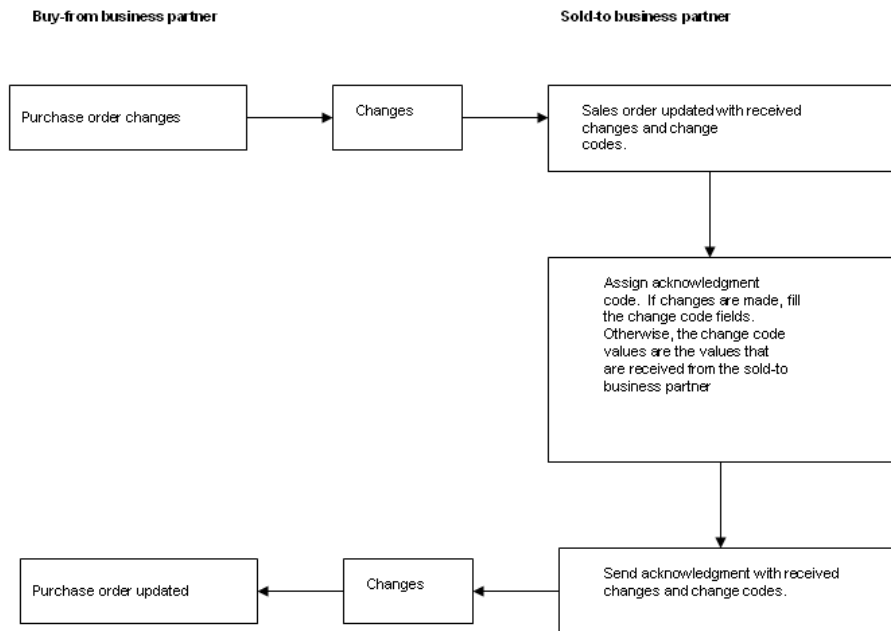 Buy-from business partner
Sold-to business partner
Purchase order changes
Changes
Sales order updated with received
changes and change
codes.
Assign acknowledgment
code. If changes are made, fill
the change code fields.
Otherwise, the change code
values are the values that
are received from the sold-to
business partner
Purchase order updated
Changes
Send acknowledgment with received
changes and change codes.